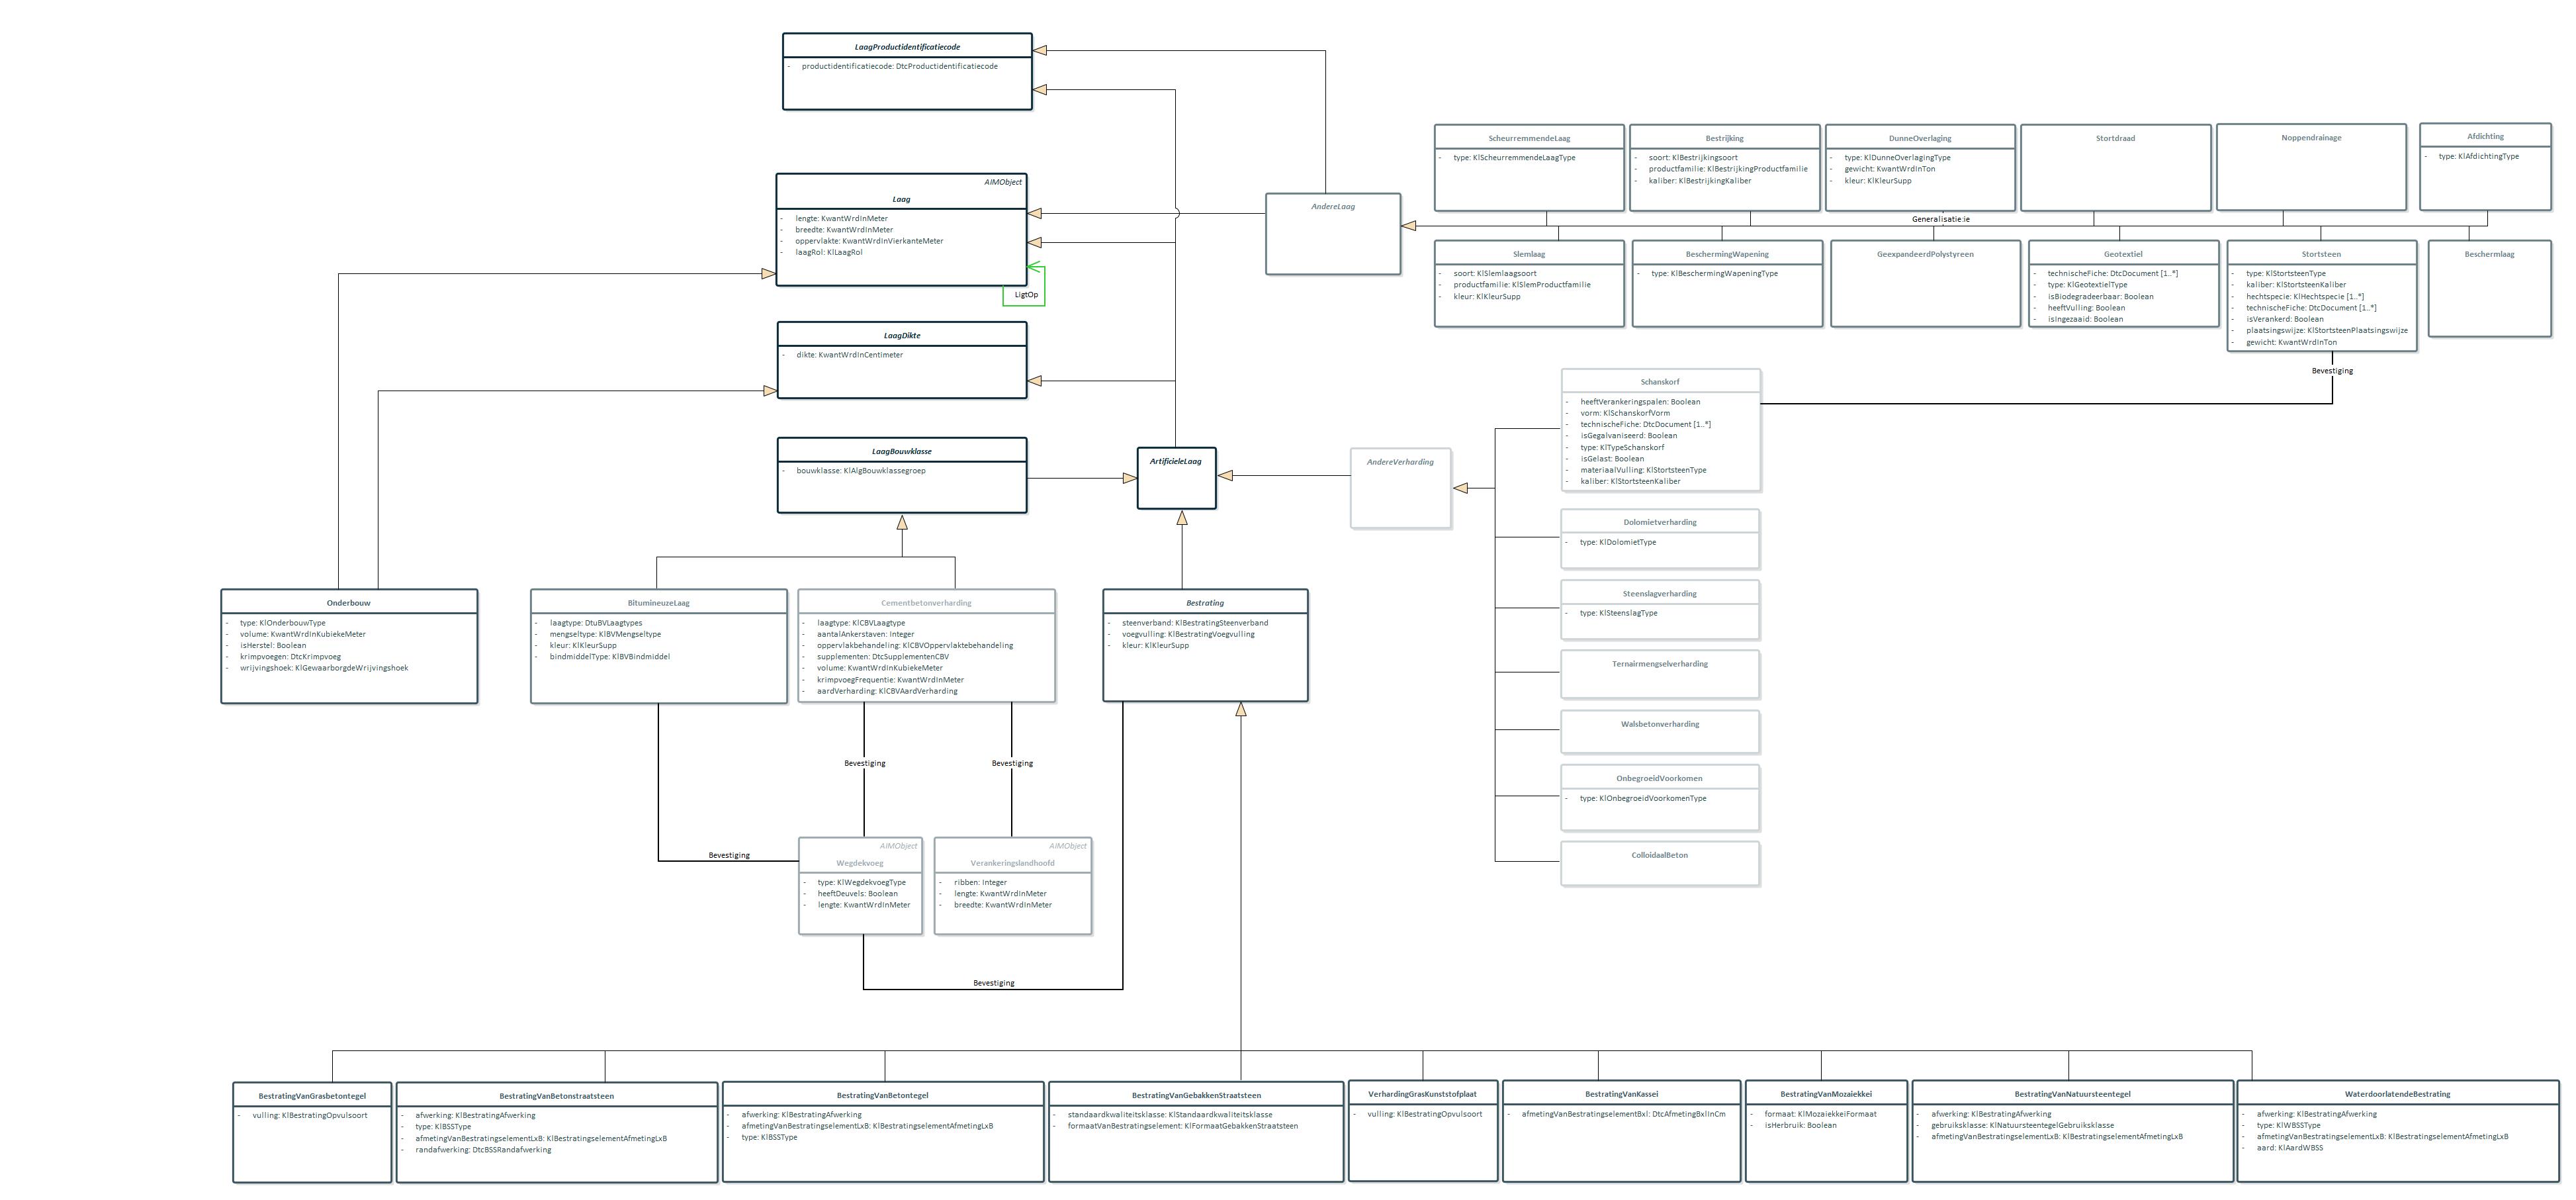 LaagProductidentificatiecode
- productidentificatiecode: DtcProductidentificatiecode
AIMObject
Laag
- lengte: KwantWrdInMeter
- breedte: KwantWrdInMeter
- oppervlakte: KwantWrdInVierkanteMeter
- laagRol: KlLaagRol
LigtOp
LaagDikte
- dikte: KwantWrdInCentimeter
LaagBouwklasse
- bouwklasse: KlAlgBouwklassegroep
ArtificieleLaag
AndereLaag
AndereVerharding
ScheurremmendeLaag
- type: KlScheurremmendeLaagType
Bestrijking
- soort: KlBestrijkingsoort
- productfamilie: KlBestrijkingProductfamilie
- kaliber: KlBestrijkingKaliber
DunneOverlaging
- type: KlDunneOverlagingType
- gewicht: KwantWrdInTon
- kleur: KlKleurSupp
Stortdraad
Noppendrainage
Afdichting
- type: KlAfdichtingType
Generalisatie:ie
Slemlaag
- soort: KlSlemlaagsoort
- productfamilie: KlSlemProductfamilie
- kleur: KlKleurSupp
BeschermingWapening
- type: KlBeschermingWapeningType
GeexpandeerdPolystyreen
Geotextiel
- technischeFiche: DtcDocument [1..*]
- type: KlGeotextielType
- isBiodegradeerbaar: Boolean
- heeftVulling: Boolean
- isIngezaaid: Boolean
Stortsteen
- type: KlStortsteenType
- kaliber: KlStortsteenKaliber
- hechtspecie: KlHechtspecie [1..*]
- technischeFiche: DtcDocument [1..*]
- isVerankerd: Boolean
- plaatsingswijze: KlStortsteenPlaatsingswijze
- gewicht: KwantWrdInTon
Beschermlaag
Bevestiging
Schanskorf
- heeftVerankeringspalen: Boolean
- vorm: KlSchanskorfVorm
- technischeFiche: DtcDocument [1..*]
- isGegalvaniseerd: Boolean
- type: KlTypeSchanskorf
- isGelast: Boolean
- materiaalVulling: KlStortsteenType
- kaliber: KlStortsteenKaliber
Dolomietverharding
- type: KlDolomietType
Steenslagverharding
- type: KlSteenslagType
Ternairmengselverharding
Walsbetonverharding
OnbegroeidVoorkomen
- type: KlOnbegroeidVoorkomenType
ColloidaalBeton
Onderbouw
- type: KlOnderbouwType
- volume: KwantWrdInKubiekeMeter
- isHerstel: Boolean
- krimpvoegen: DtcKrimpvoeg
- wrijvingshoek: KlGewaarborgdeWrijvingshoek
BitumineuzeLaag
- laagtype: DtuBVLaagtypes
- mengseltype: KlBVMengseltype
- kleur: KlKleurSupp
- bindmiddelType: KlBVBindmiddel
Cementbetonverharding
- laagtype: KlCBVLaagtype
- aantalAnkerstaven: Integer
- oppervlakbehandeling: KlCBVOppervlaktebehandeling
- supplementen: DtcSupplementenCBV
- volume: KwantWrdInKubiekeMeter
- krimpvoegFrequentie: KwantWrdInMeter
- aardVerharding: KlCBVAardVerharding
Bestrating
- steenverband: KlBestratingSteenverband
- voegvulling: KlBestratingVoegvulling
- kleur: KlKleurSupp
Bevestiging
Bevestiging
Bevestiging
AIMObject
Wegdekvoeg
- type: KlWegdekvoegType
- heeftDeuvels: Boolean
- lengte: KwantWrdInMeter
AIMObject
Verankeringslandhoofd
- ribben: Integer
- lengte: KwantWrdInMeter
- breedte: KwantWrdInMeter
Bevestiging
BestratingVanGrasbetontegel
- vulling: KlBestratingOpvulsoort
BestratingVanBetonstraatsteen
- afwerking: KlBestratingAfwerking
- type: KlBSSType
- afmetingVanBestratingselementLxB: KlBestratingselementAfmetingLxB
- randafwerking: DtcBSSRandafwerking
BestratingVanBetontegel
- afwerking: KlBestratingAfwerking
- afmetingVanBestratingselementLxB: KlBestratingselementAfmetingLxB
- type: KlBSSType
BestratingVanGebakkenStraatsteen
- standaardkwaliteitsklasse: KlStandaardkwaliteitsklasse
- formaatVanBestratingselement: KlFormaatGebakkenStraatsteen
VerhardingGrasKunststofplaat
- vulling: KlBestratingOpvulsoort
BestratingVanKassei
- afmetingVanBestratingselementBxl: DtcAfmetingBxlInCm
BestratingVanMozaiekkei
- formaat: KlMozaiekkeiFormaat
- isHerbruik: Boolean
BestratingVanNatuursteentegel
- afwerking: KlBestratingAfwerking
- gebruiksklasse: KlNatuursteentegelGebruiksklasse
- afmetingVanBestratingselementLxB: KlBestratingselementAfmetingLxB
WaterdoorlatendeBestrating
- afwerking: KlBestratingAfwerking
- type: KlWBSSType
- afmetingVanBestratingselementLxB: KlBestratingselementAfmetingLxB
- aard: KlAardWBSS